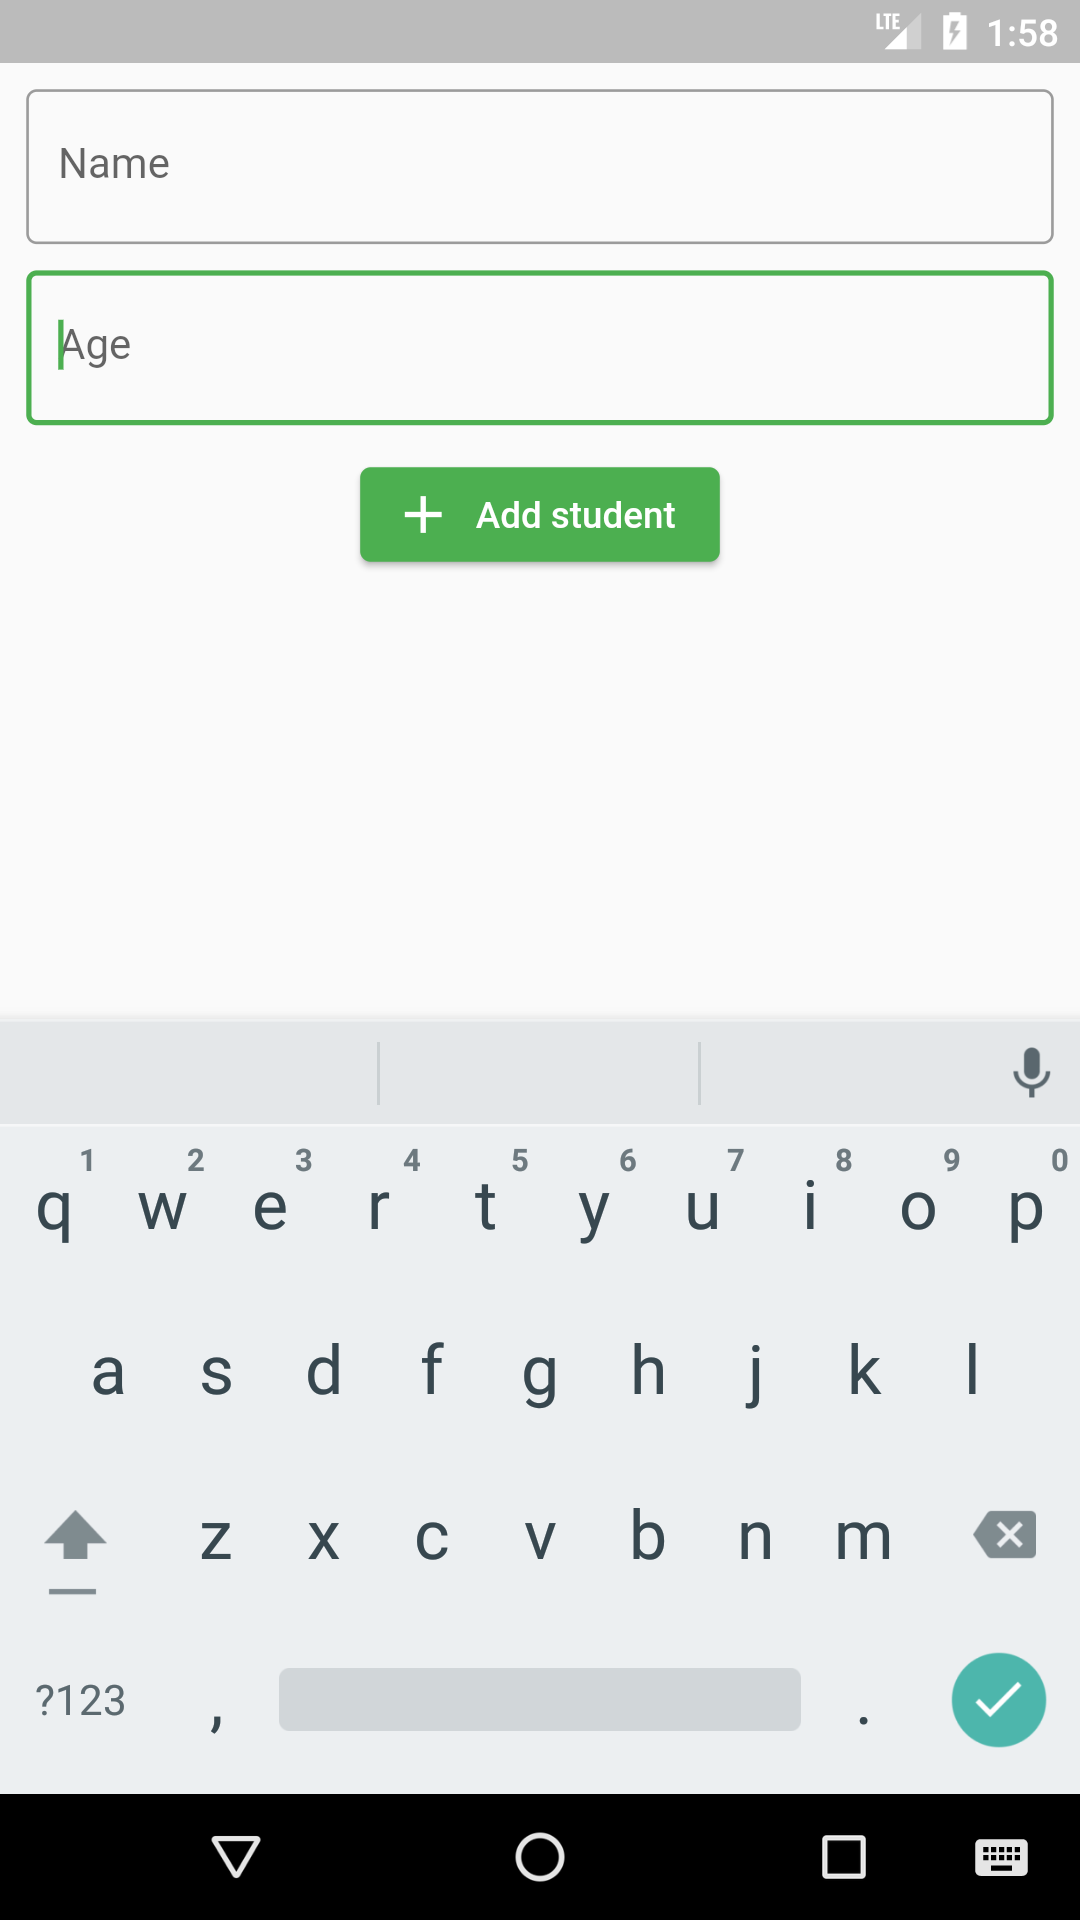 LTE 1:58
Name
Age
Add student
1 2 3 4 5 6 7 8 9 0
q w e r t y u i o p
a s d f g h j k l
z x c v b n m
?123 , .